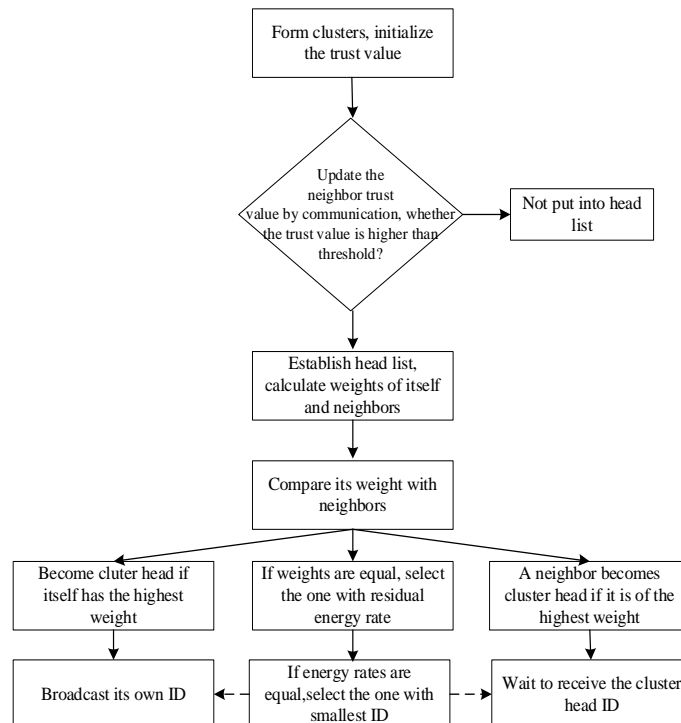 Form clusters, initialize
the trust value
Update the
neighbor trust
value by communication, whether
the trust value is higher than
threshold?
Not put into head
list
Establish head list,
calculate weights of itself
and neighbors
Compare its weight with
neighbors
Become cluter head if
itself has the highest
weight
If weights are equal, select
the one with residual
energy rate
A neighbor becomes
cluster head if it is of the
highest weight
Broadcast its own ID
If energy rates are
equal,select the one with
smallest ID
Wait to receive the cluster
head ID